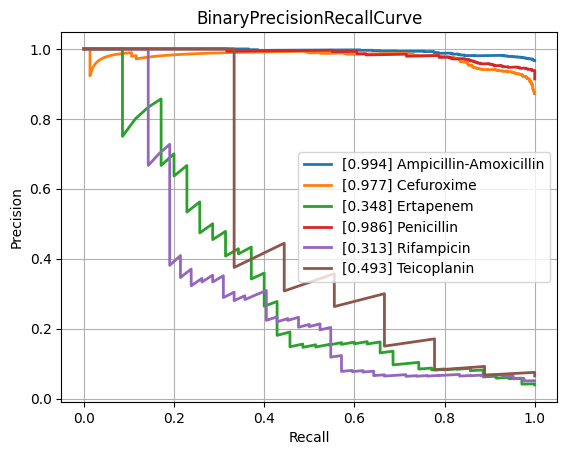 BinaryPrecisionRecallCurve
Precision
1.0
0.8
0.6
0.4
0.2
0.0
[0.994] Ampicillin-Amoxicillin
[0.977] Cefuroxime
[0.348] Ertapenem
[0.986] Penicillin
[0.313] Rifampicin
[0.493] Teicoplanin
0.0 0.2 0.4 0.6 0.8 1.0
Recall